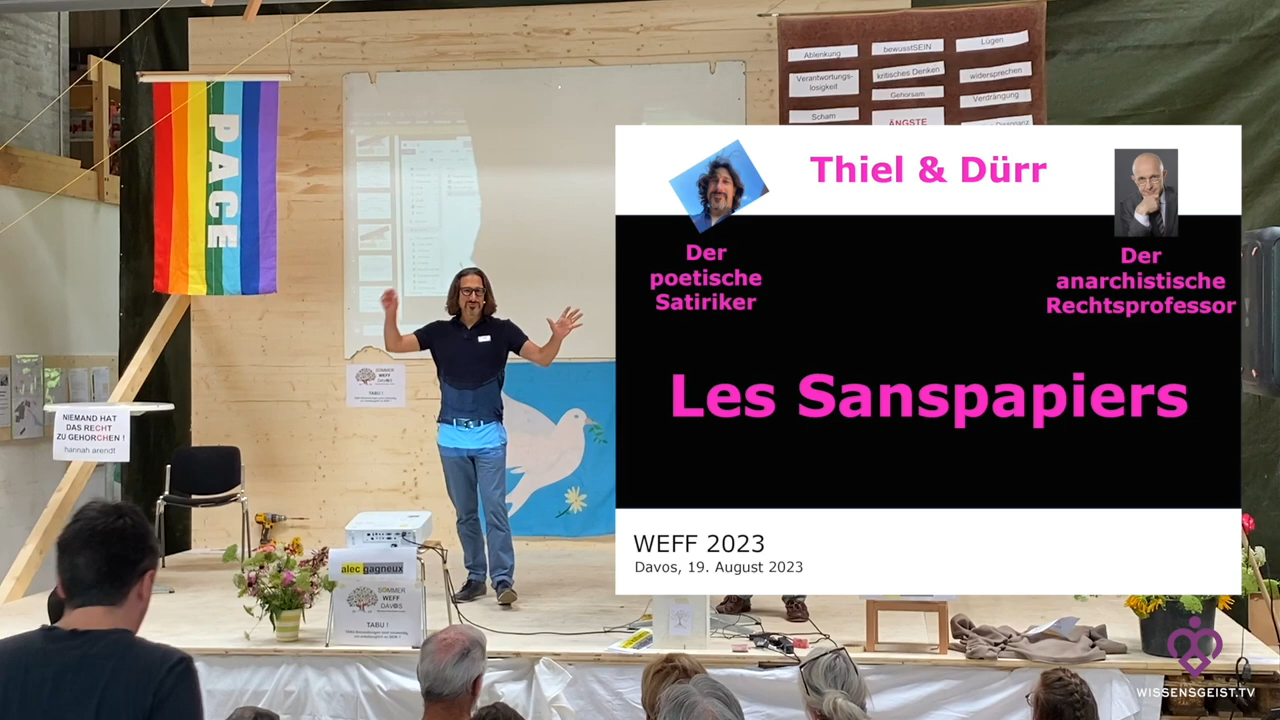 PACE
Ablenkung
bewusstSEIN
Lügen
Verantwortungs-
losigkeit
kritisches Denken
widersprechen
Gehorsam
Verdrängung
Scham
ÄNGSTE
Dissonanz
Thiel & Dürr
Der
poetische
Satiriker
Der
anarchistische
Rechtsprofessor
Les Sanspapiers
WEFF 2023
Davos, 19. August 2023
SOMMER
WEFF
DAVOS
TABU !
NIEMAND HAT
DAS RECHT
ZU GEHORCHEN !
hannah arendt
alec gagneux
SOMMER
WEFF
DAVOS
TABU !
WISSENSGEIST.TV